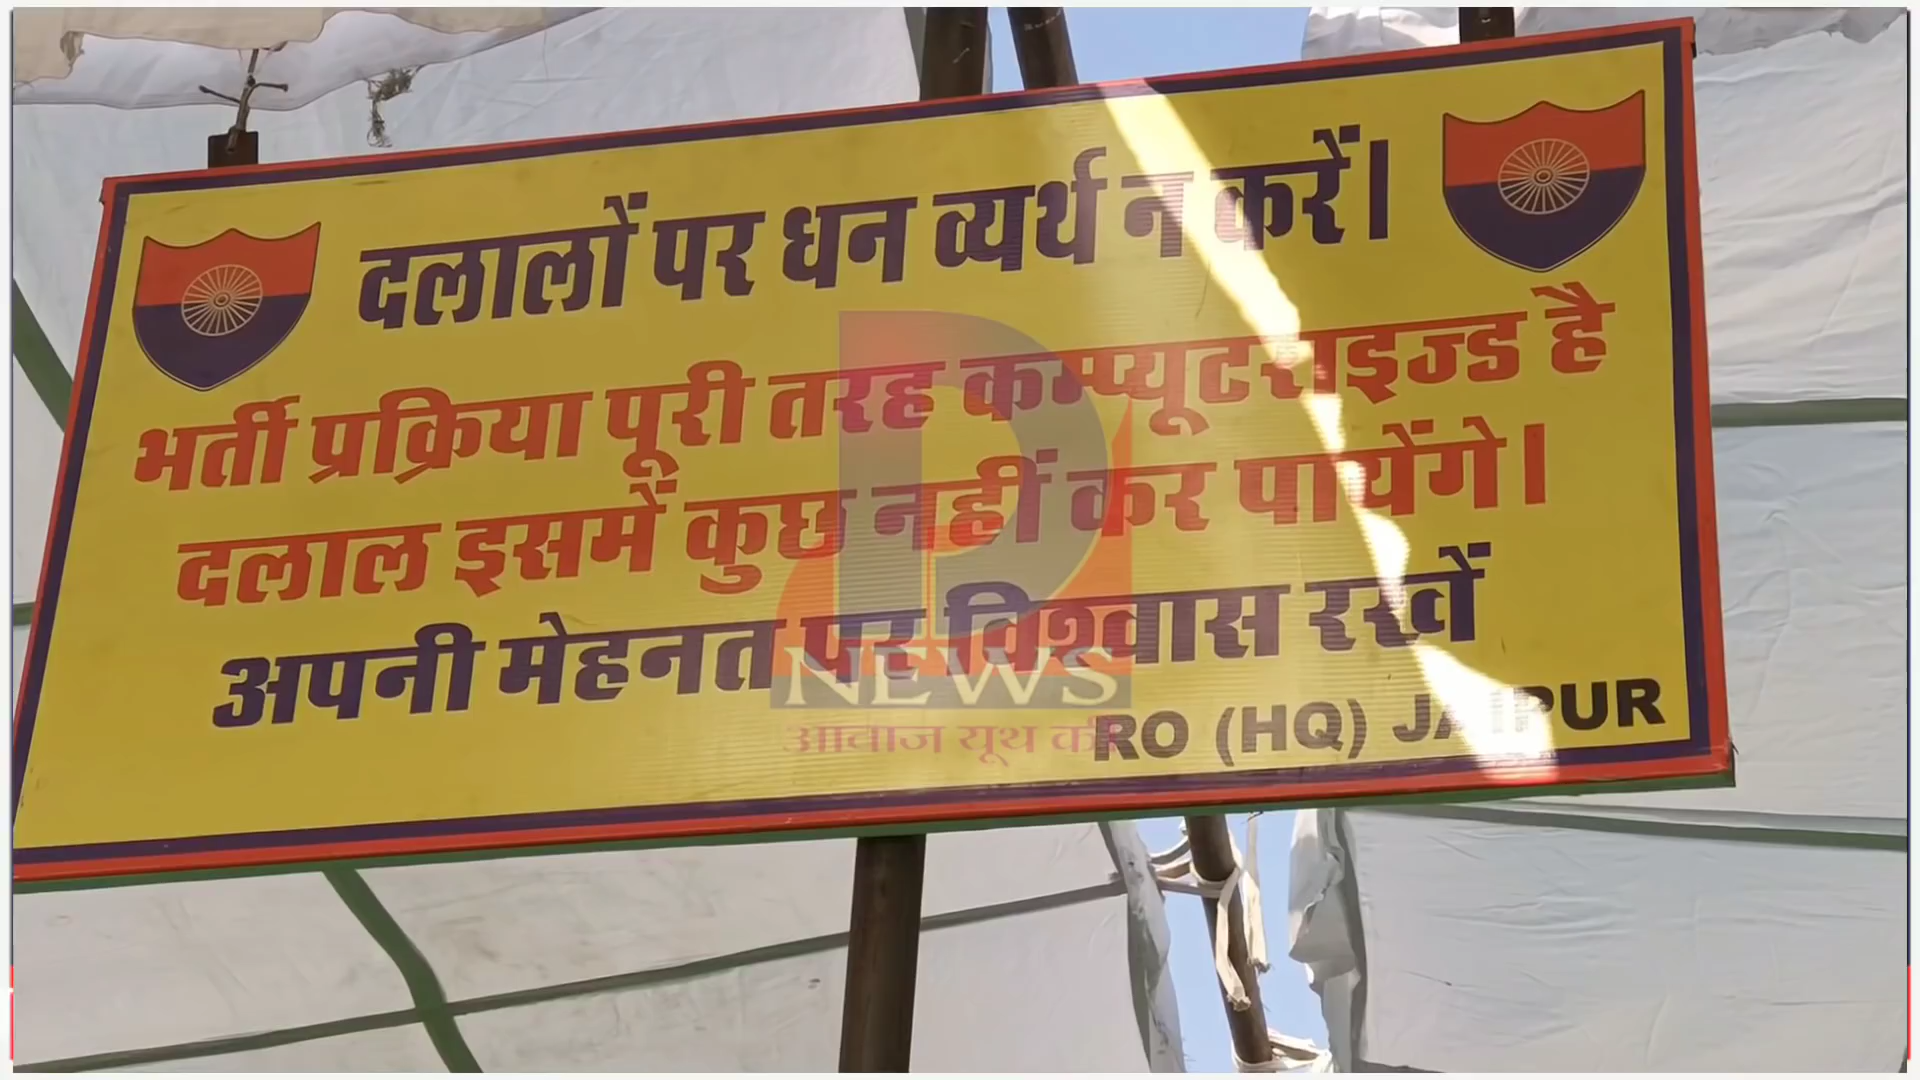 दलालों पर धन व्यर्थ न करें।
भर्ती प्रक्रिया पूरी तरह कम्प्यूटराइज्ड है
दलाल इसमें कुछ नहीं कर पायेंगे।
अपनी मेहनत पर विश्वास रखें
RO (HQ) JAIPUR
D
NEWS
आवाज यूथ की